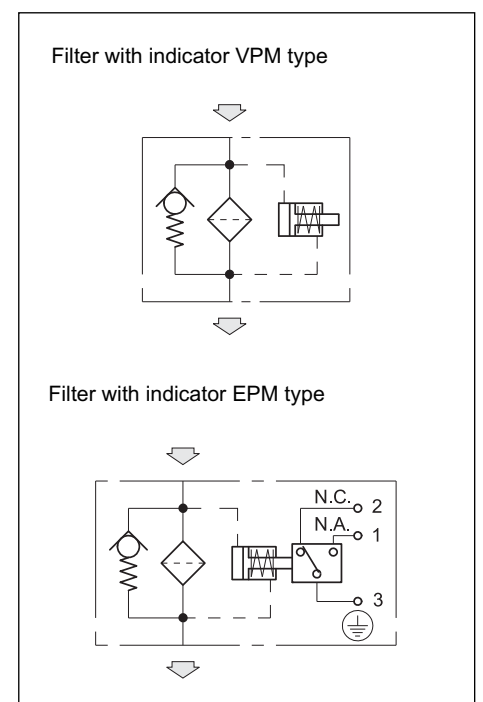 Filter with indicator VPM type
Filter with indicator EPM type
N.C. 2
N.A. 1
3